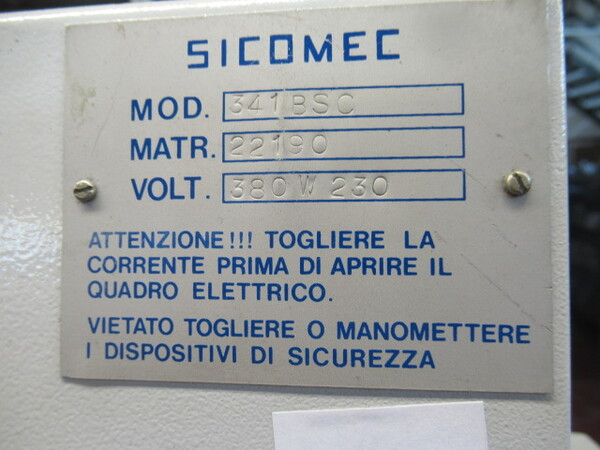 SICOMEC
MOD. 341BSC
MATR. 22190
VOLT. 380 W 230
ATTENZIONE!!! TOGLIERE LA
CORRENTE PRIMA DI APRIRE IL
QUADRO ELETTRICO.
VIETATO TOGLIERE O MANOMETTERE
I DISPOSITIVI DI SICUREZZA